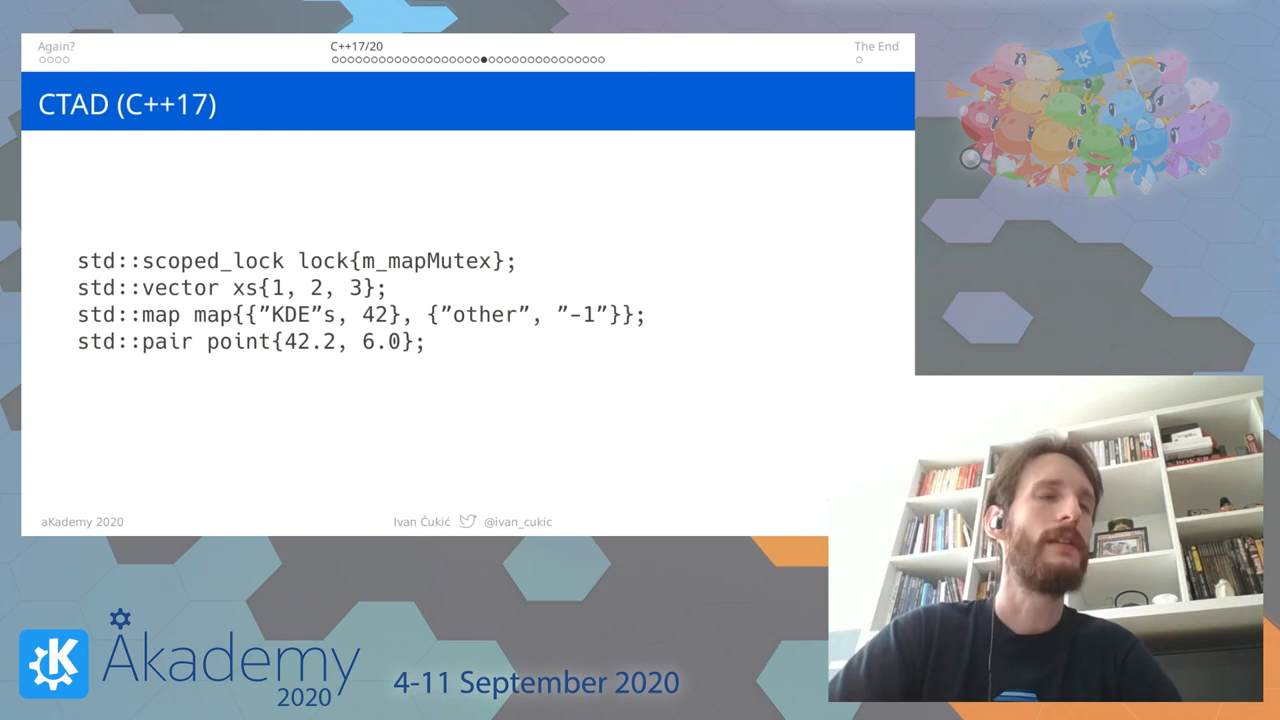 Again?
C++17/20
The End
CTAD (C++17)
std::scoped_lock lock{m_mapMutex};
std::vector xs{1, 2, 3};
std::map map{{”KDE”s, 42}, {”other”, ”-1”}};
std::pair point{42.2, 6.0};
aKademy 2020
Ivan Čukić
@ivan_cukic
Akademy
2020
4-11 September 2020